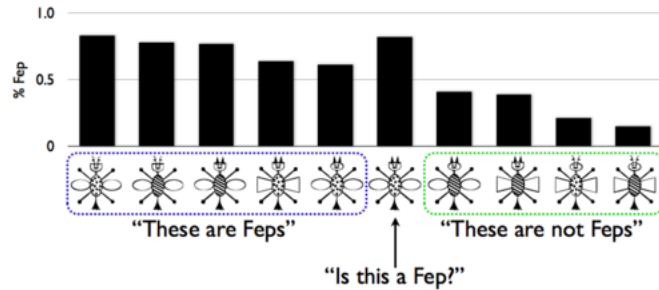 1.0
0.5
0
% Fep
“These are Feps”
“These are not Feps”
“Is this a Fep?”